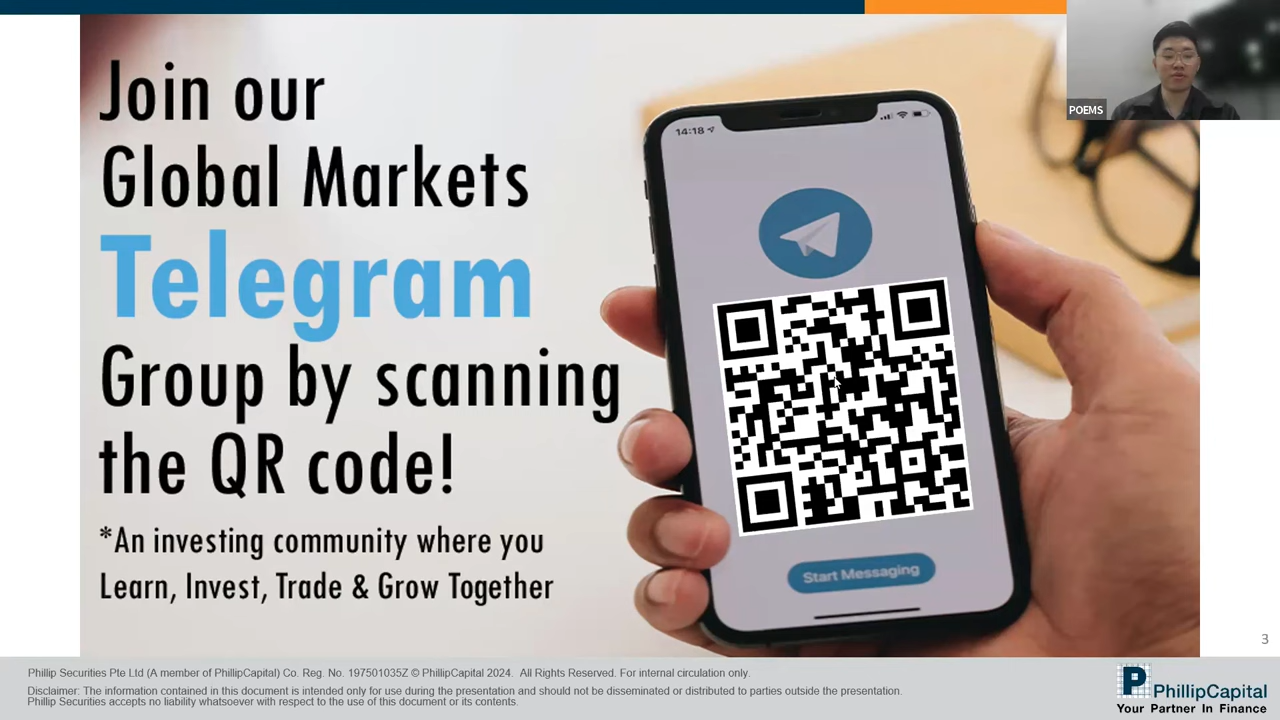 Join our
Global Markets
Telegram
Group by scanning
the QR code!
*An investing community where you
Learn, Invest, Trade & Grow Together
14:18
Start Messaging
POEMS
3
Phillip Securities Pte Ltd (A member of PhillipCapital) Co. Reg. No. 197501035Z © PhillipCapital 2024. All Rights Reserved. For internal circulation only.
Disclaimer: The information contained in this document is intended only for use during the presentation and should not be disseminated or distributed to parties outside the presentation.
Phillip Securities accepts no liability whatsoever with respect to the use of this document or its contents.
PhillipCapital
Your Partner In Finance